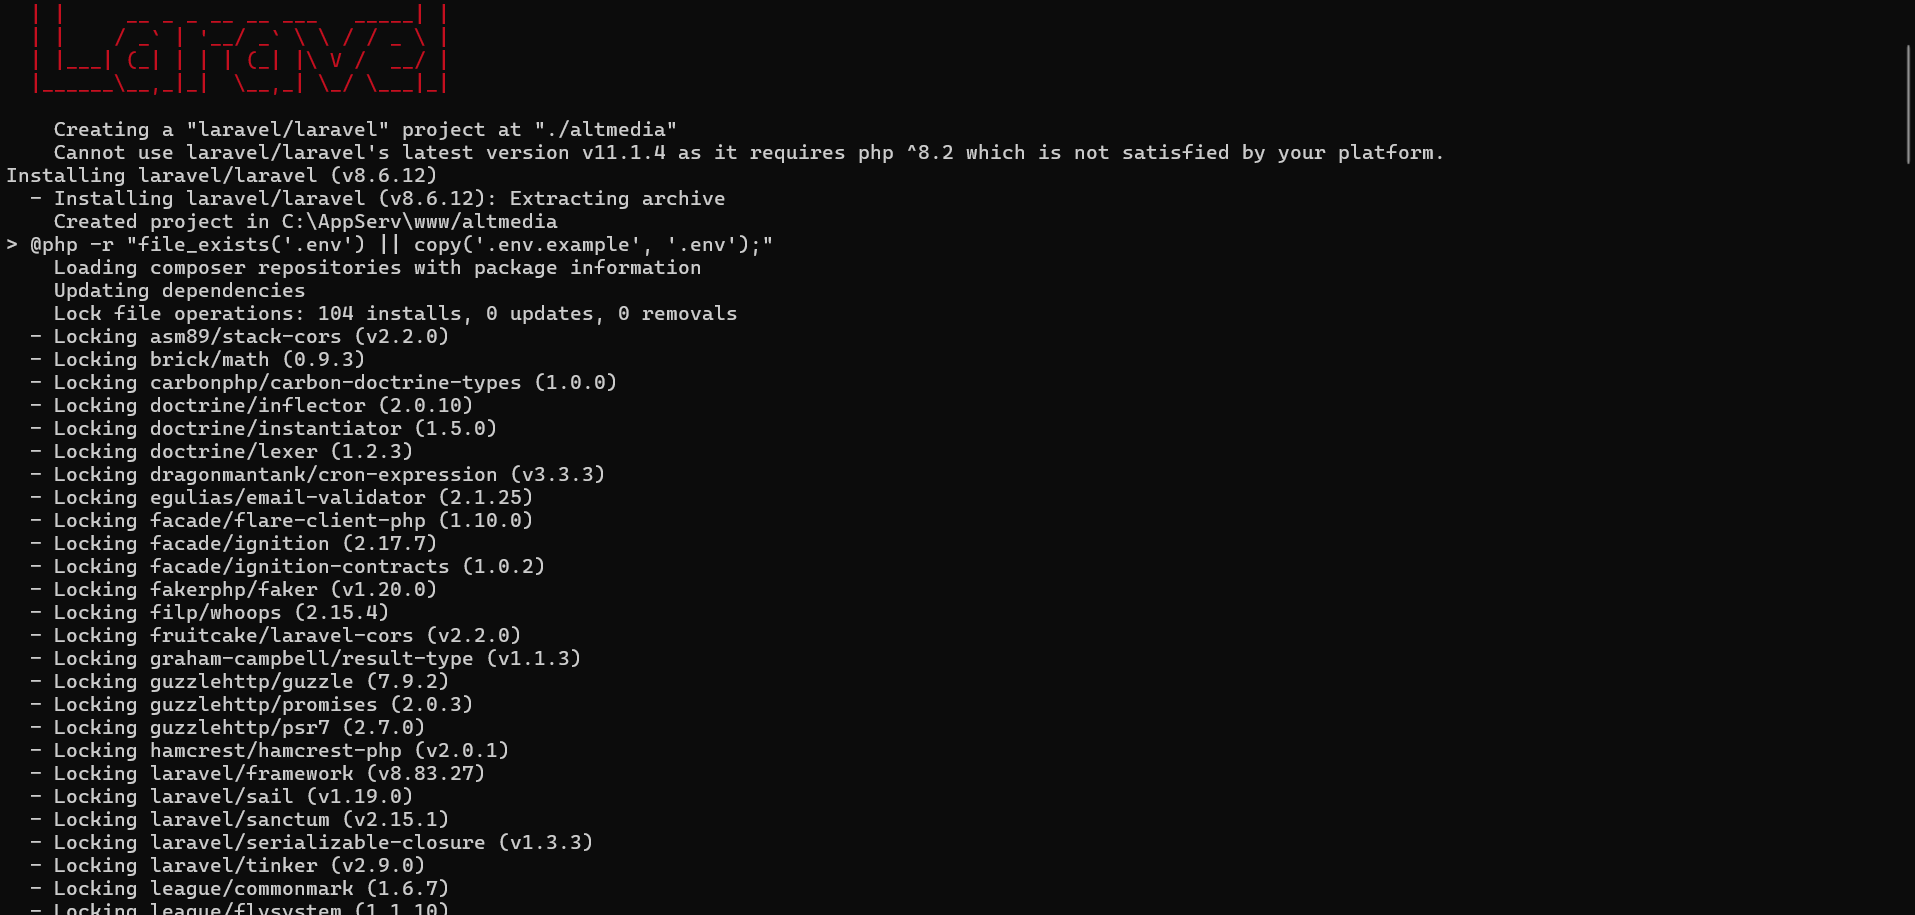 Creating a "laravel/laravel" project at "./altmedia"
Cannot use laravel/laravel's latest version v11.1.4 as it requires php ^8.2 which is not satisfied by your platform.
Installing laravel/laravel (v8.6.12)
- Installing laravel/laravel (v8.6.12): Extracting archive
Created project in C:\AppServ\www/altmedia
> @php -r "file_exists('.env') || copy('.env.example', '.env');"
Loading composer repositories with package information
Updating dependencies
Lock file operations: 104 installs, 0 updates, 0 removals
- Locking asm89/stack-cors (v2.2.0)
- Locking brick/math (0.9.3)
- Locking carbonphp/carbon-doctrine-types (1.0.0)
- Locking doctrine/inflector (2.0.10)
- Locking doctrine/instantiator (1.5.0)
- Locking doctrine/lexer (1.2.3)
- Locking dragonmantank/cron-expression (v3.3.3)
- Locking egulias/email-validator (2.1.25)
- Locking facade/flare-client-php (1.10.0)
- Locking facade/ignition (2.17.7)
- Locking facade/ignition-contracts (1.0.2)
- Locking fakerphp/faker (v1.20.0)
- Locking filp/whoops (2.15.4)
- Locking fruitcake/laravel-cors (v2.2.0)
- Locking graham-campbell/result-type (v1.1.3)
- Locking guzzlehttp/guzzle (7.9.2)
- Locking guzzlehttp/promises (2.0.3)
- Locking guzzlehttp/psr7 (2.7.0)
- Locking hamcrest/hamcrest-php (v2.0.1)
- Locking laravel/framework (v8.83.27)
- Locking laravel/sail (v1.19.0)
- Locking laravel/sanctum (v2.15.1)
- Locking laravel/serializable-closure (v1.3.3)
- Locking laravel/tinker (v2.9.0)
- Locking league/commonmark (1.6.7)
- Locking league/flysystem (1.1.10)